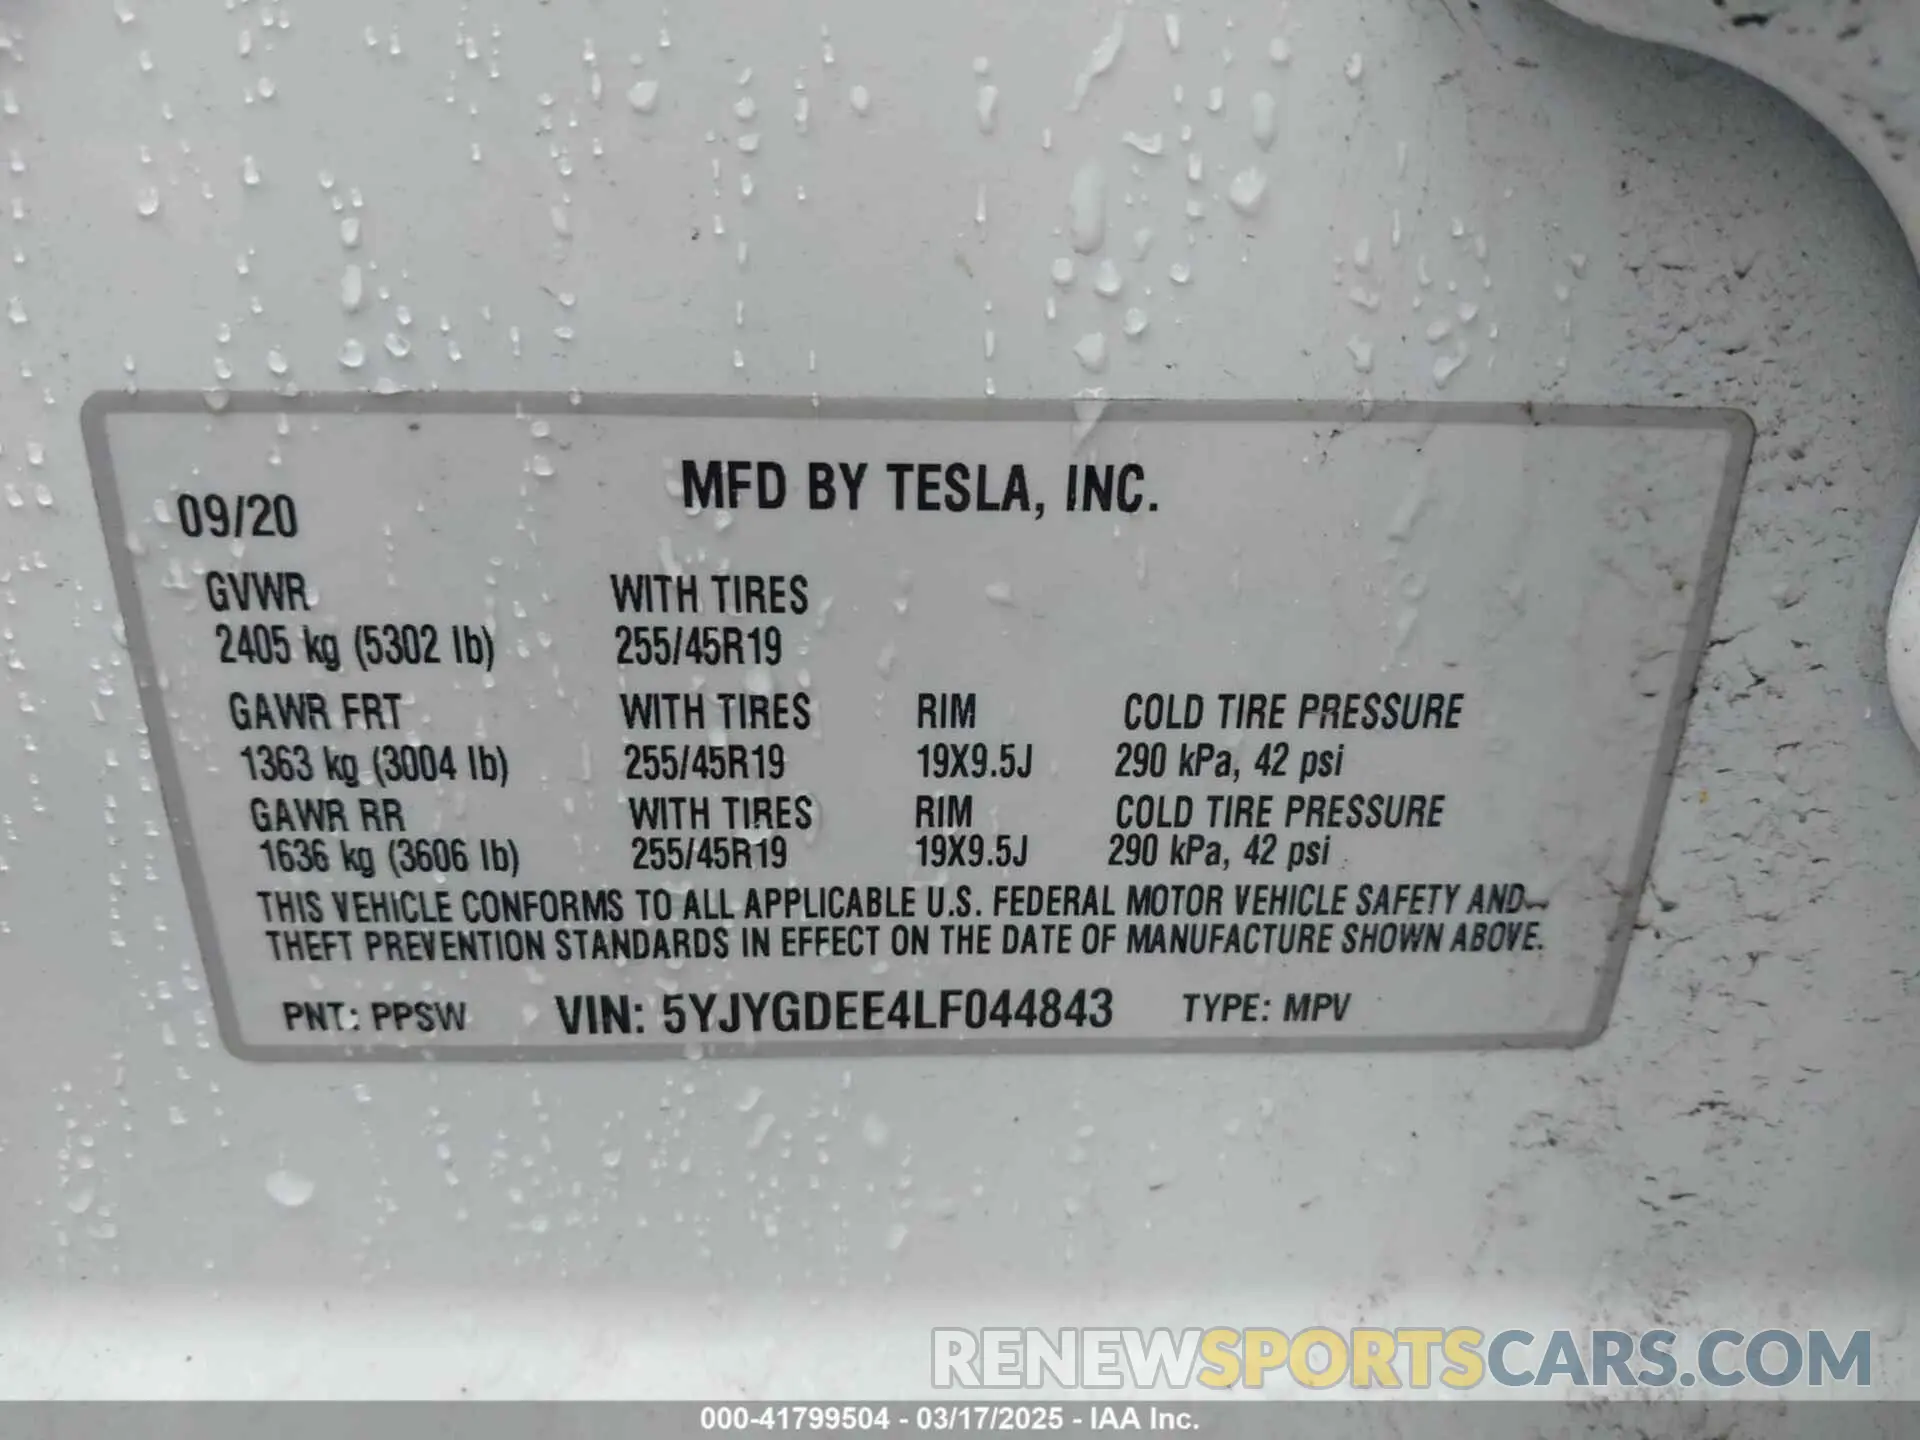 MFD BY TESLA, INC.
09/20
GVWR WITH TIRES
2405 kg (5302 lb) 255/45R19
GAWR FRT WITH TIRES RIM COLD TIRE PRESSURE
1363 kg (3004 lb) 255/45R19 19X9.5J 290 kPa, 42 psi
GAWR RR WITH TIRES RIM COLD TIRE PRESSURE
1636 kg (3606 lb) 255/45R19 19X9.5J 290 kPa, 42 psi
THIS VEHICLE CONFORMS TO ALL APPLICABLE U.S. FEDERAL MOTOR VEHICLE SAFETY AND
THEFT PREVENTION STANDARDS IN EFFECT ON THE DATE OF MANUFACTURE SHOWN ABOVE.
PNT: PPSW VIN: 5YJYGDEE4LF044843 TYPE: MPV
RENEWSPORTSCARS.COM
000-41799504 - 03/17/2025 - IAA Inc.